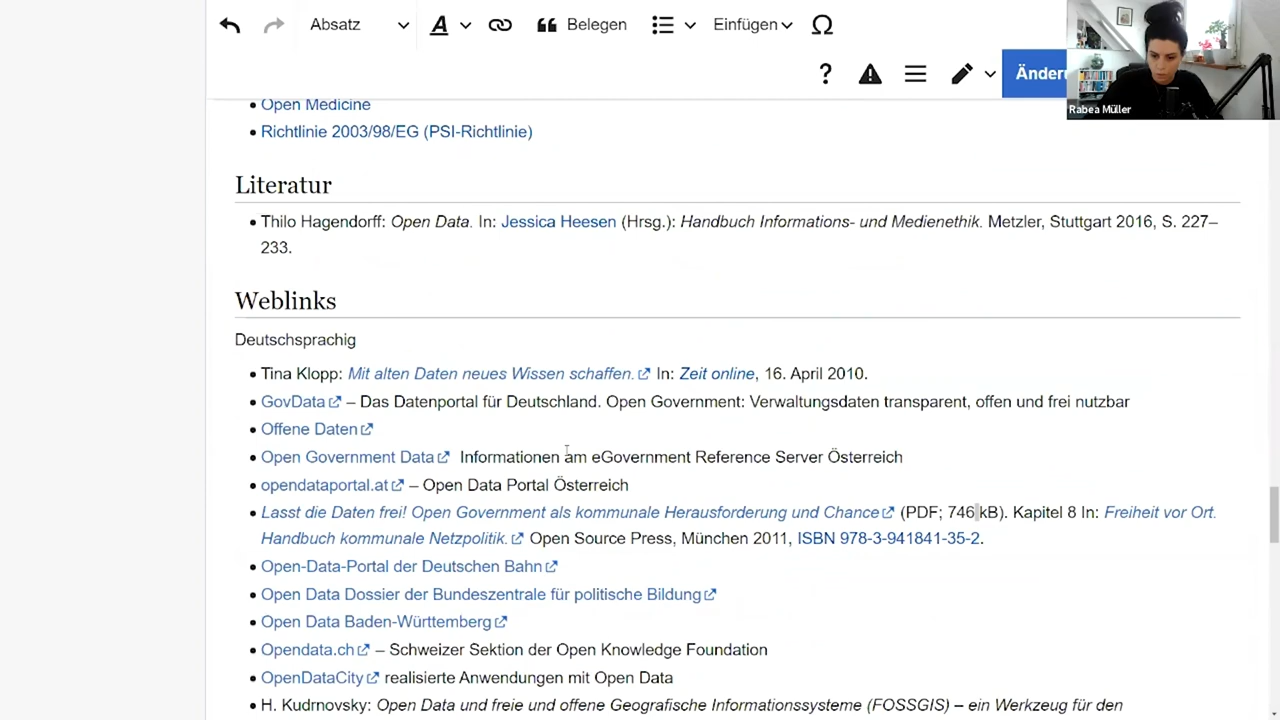 Absatz A Belegen Einfügen Ω
? Änder
Rabea Müller
Open Medicine
Richtlinie 2003/98/EG (PSI-Richtlinie)
Literatur
Thilo Hagendorff: Open Data. In: Jessica Heesen (Hrsg.): Handbuch Informations- und Medienethik. Metzler, Stuttgart 2016, S. 227–
233.
Weblinks
Deutschsprachig
Tina Klopp: Mit alten Daten neues Wissen schaffen. In: Zeit online, 16. April 2010.
GovData – Das Datenportal für Deutschland. Open Government: Verwaltungsdaten transparent, offen und frei nutzbar
Offene Daten
Open Government Data Informationen am eGovernment Reference Server Österreich
opendataportal.at – Open Data Portal Österreich
Lasst die Daten frei! Open Government als kommunale Herausforderung und Chance (PDF; 746 kB). Kapitel 8 In: Freiheit vor Ort.
Handbuch kommunale Netzpolitik. Open Source Press, München 2011, ISBN 978-3-941841-35-2.
Open-Data-Portal der Deutschen Bahn
Open Data Dossier der Bundeszentrale für politische Bildung
Open Data Baden-Württemberg
Opendata.ch – Schweizer Sektion der Open Knowledge Foundation
OpenDataCity realisierte Anwendungen mit Open Data
H. Kudrnovsky: Open Data und freie und offene Geografische Informationssysteme (FOSSGIS) – ein Werkzeug für den